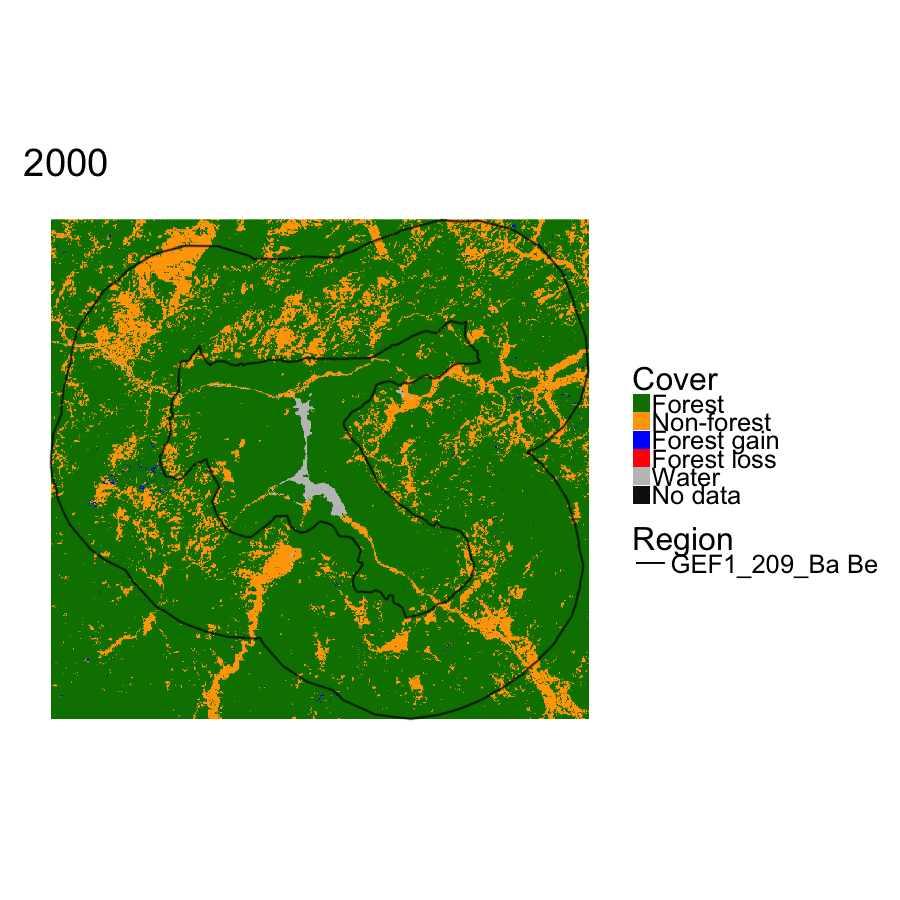 2000
Cover
Forest
Non-forest
Forest gain
Forest loss
Water
No data
Region
GEF1_209_Ba Be